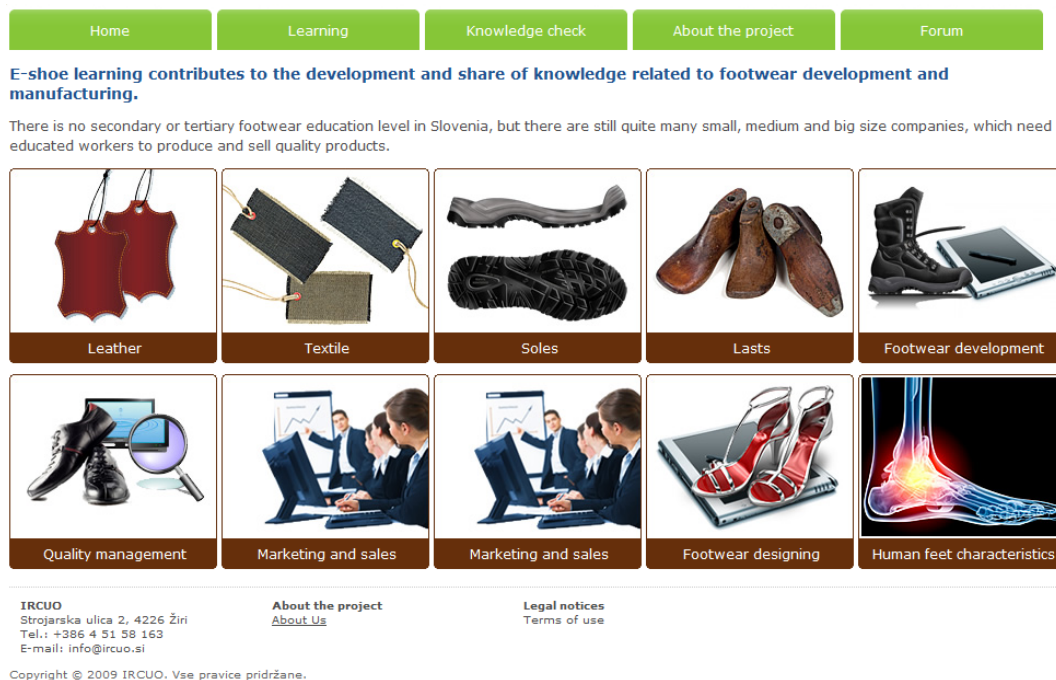 Home Learning Knowledge check About the project Forum
E-shoe learning contributes to the development and share of knowledge related to footwear development and
manufacturing.
There is no secondary or tertiary footwear education level in Slovenia, but there are still quite many small, medium and big size companies, which need
educated workers to produce and sell quality products.
Leather Textile Soles Lasts Footwear development
Quality management Marketing and sales Marketing and sales Footwear designing Human feet characteristics
IRCUO
Strojarska ulica 2, 4226 Žiri
Tel.: +386 4 51 58 163
E-mail: info@ircuo.si
About the project
About Us
Legal notices
Terms of use
Copyright © 2009 IRCUO. Vse pravice pridržane.